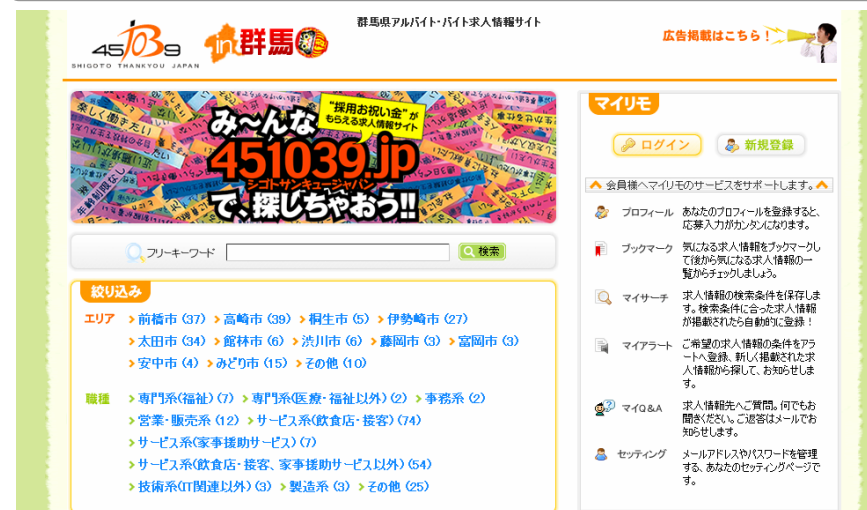 群馬県アルバイト・バイト求人情報サイト
451039
SHIGOTO THANKYOU JAPAN
in群馬
広告掲載はこちら！
楽しく働きたい
年齢制限なし
み〜んな
"採用お祝い金"が
もらえる求人情報サイト
451039.jp
シゴトサンキュージャパン
で、探しちゃおう!!
フリーキーワード
検索
絞り込み
エリア
前橋市 (37) 高崎市 (39) 桐生市 (5) 伊勢崎市 (27)
太田市 (34) 館林市 (6) 渋川市 (6) 藤岡市 (3) 富岡市 (3)
安中市 (4) みどり市 (15) その他 (10)
職種
専門系(福祉) (7) 専門系(医療・福祉以外) (2) 事務系 (2)
営業・販売系 (12) サービス系(飲食店・接客) (74)
サービス系(家事援助サービス) (7)
サービス系(飲食店・接客、家事援助サービス以外) (54)
技術系(IT関連以外) (3) 製造系 (3) その他 (25)
マイリモ
ログイン
新規登録
会員様へマイリモのサービスをサポートします。
プロフィール
あなたのプロフィールを登録すると、
応募入力がカンタンになります。
ブックマーク
気になる求人情報をブックマークし
て後から気になる求人情報の一
覧からチェックしましょう。
マイサーチ
求人情報の検索条件を保存しま
す。検索条件に合った求人情報
が掲載されたら自動的に登録！
マイアラート
ご希望の求人情報の条件をアラ
ートへ登録、新しく掲載された求
人情報から探して、お知らせしま
す。
マイQ&A
求人情報先へご質問。何でもお
聞きください。ご返答はメールでお
知らせします。
セッティング
メールアドレスやパスワードを管理
する、あなたのセッティングページで
す。